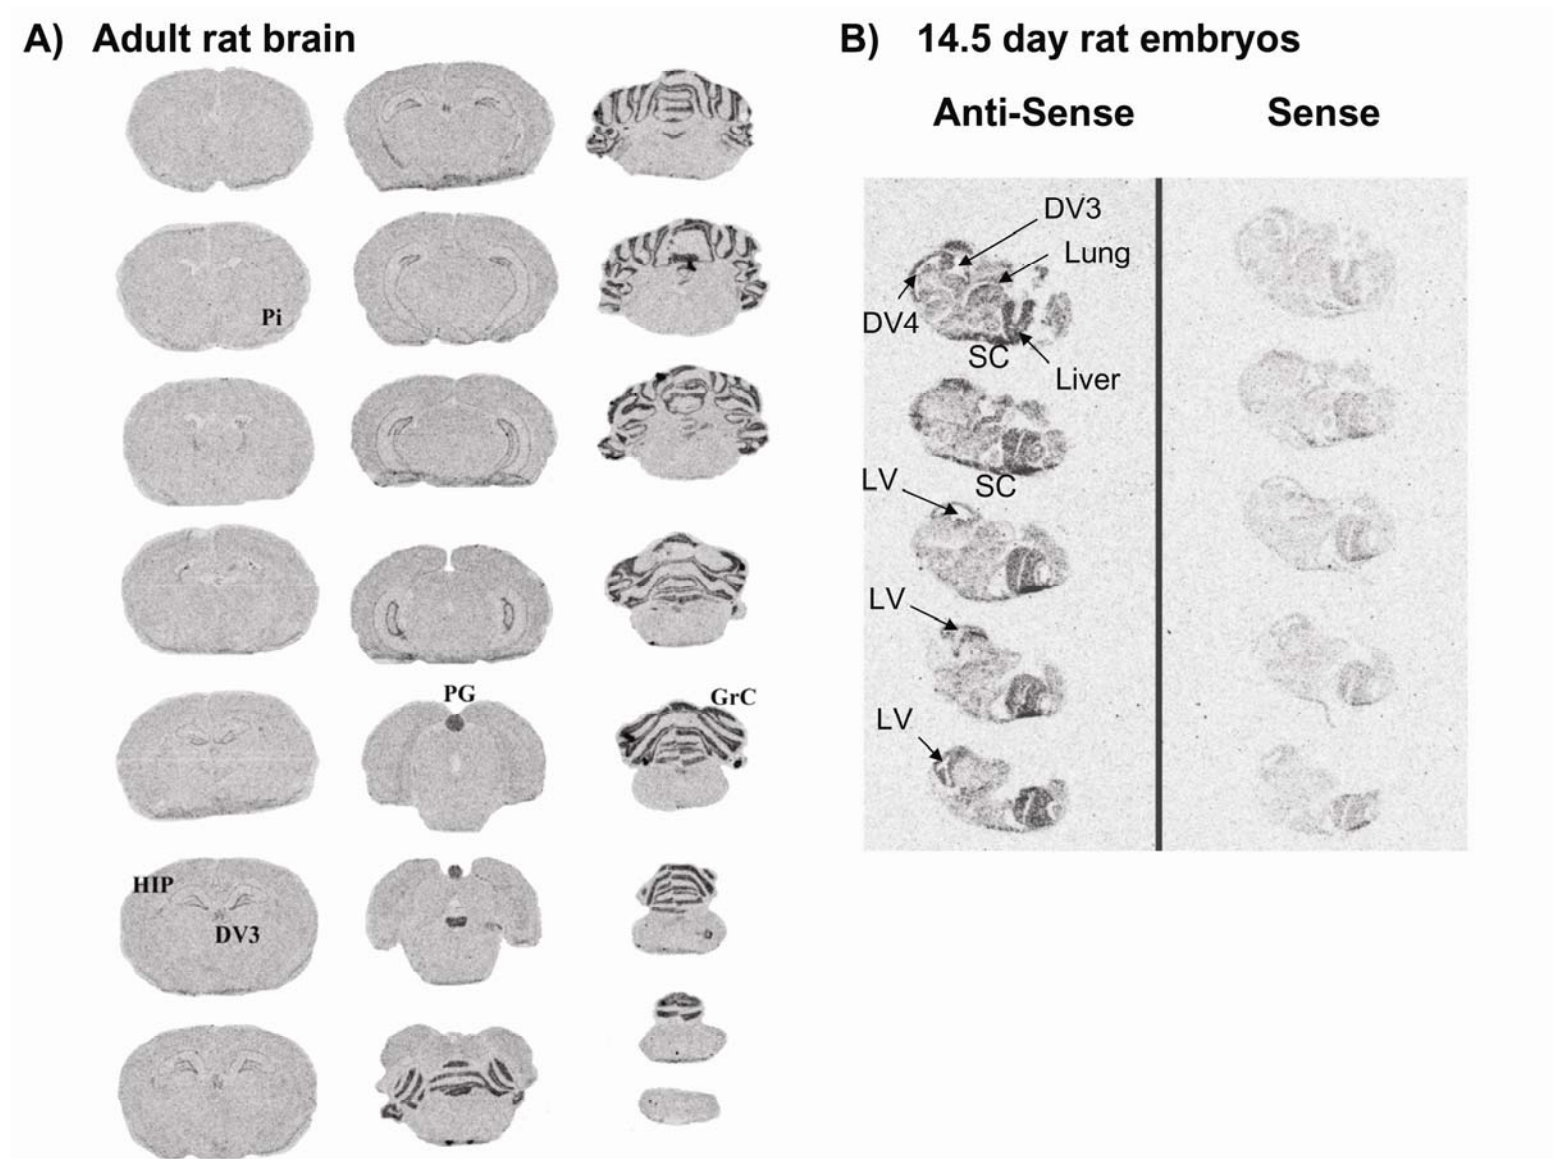 A) Adult rat brain
Pi
PG
GrC
HIP
DV3
B) 14.5 day rat embryos
Anti-Sense Sense
DV3
Lung
DV4
SC
Liver
SC
LV
LV
LV